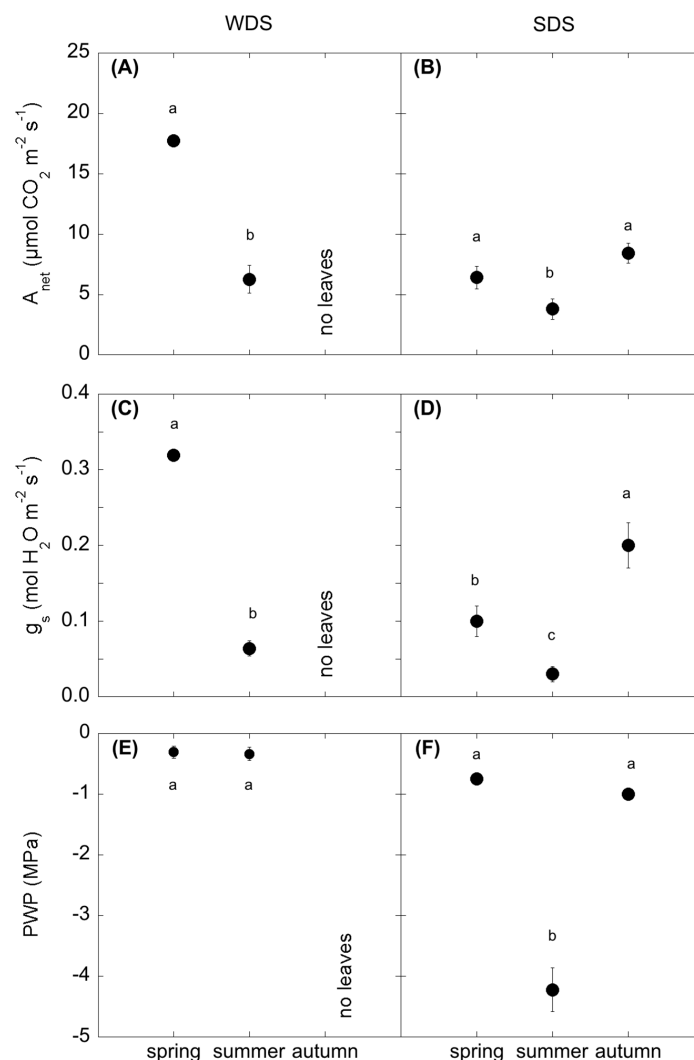 WDS SDS
(A) (B)
25
20
15
10
5
0
A_net (µmol CO₂ m⁻² s⁻¹)
a
b
no leaves
a
b
a
(C) (D)
0.4
0.3
0.2
0.1
0.0
g_s (mol H₂O m⁻² s⁻¹)
a
b
no leaves
b
c
a
(E) (F)
0
-1
-2
-3
-4
-5
PWP (MPa)
a a
no leaves
a
b
a
spring summer autumn spring summer autumn